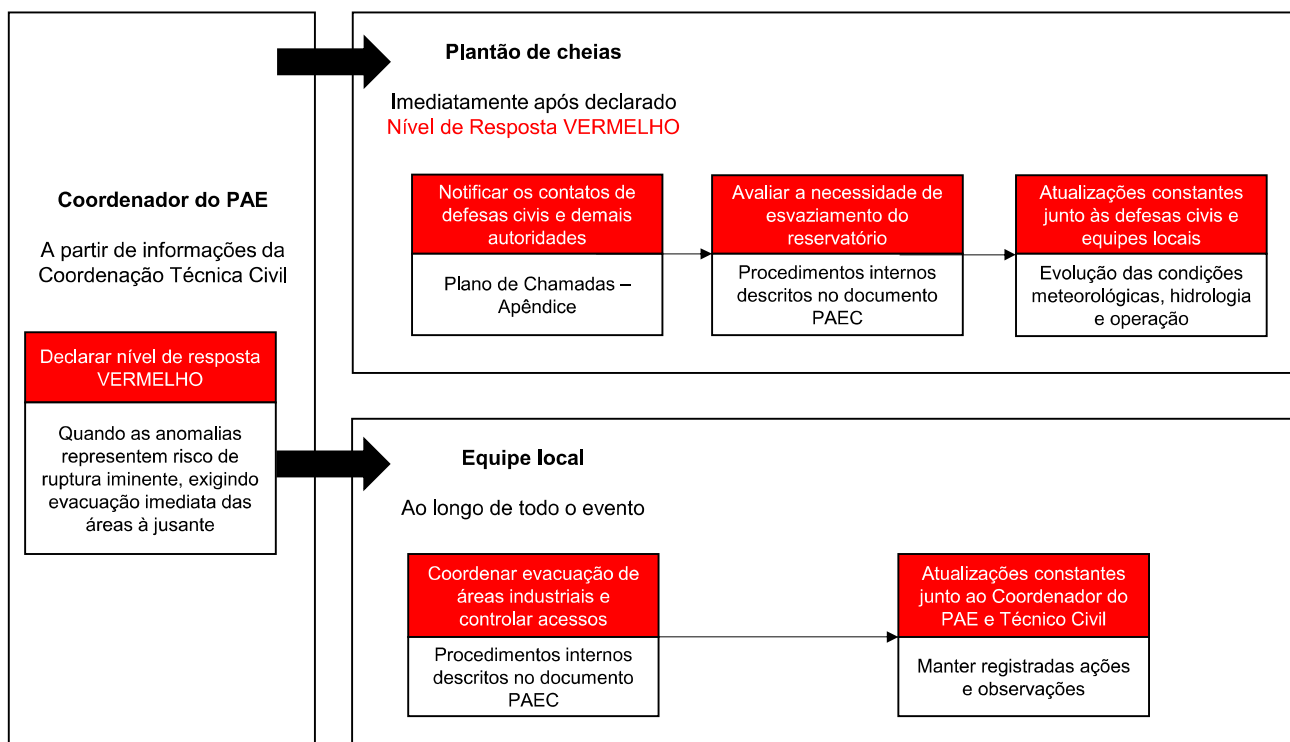 Coordenador do PAE
A partir de informações da
Coordenação Técnica Civil
Declarar nível de resposta
VERMELHO
Quando as anomalias
representem risco de
ruptura iminente, exigindo
evacuação imediata das
áreas à jusante
Plantão de cheias
Imediatamente após declarado
Nível de Resposta VERMELHO
Notificar os contatos de
defesas civis e demais
autoridades
Plano de Chamadas –
Apêndice
Avaliar a necessidade de
esvaziamento do
reservatório
Procedimentos internos
descritos no documento
PAEC
Atualizações constantes
junto às defesas civis e
equipes locais
Evolução das condições
meteorológicas, hidrologia
e operação
Equipe local
Ao longo de todo o evento
Coordenar evacuação de
áreas industriais e
controlar acessos
Procedimentos internos
descritos no documento
PAEC
Atualizações constantes
junto ao Coordenador do
PAE e Técnico Civil
Manter registradas ações
e observações